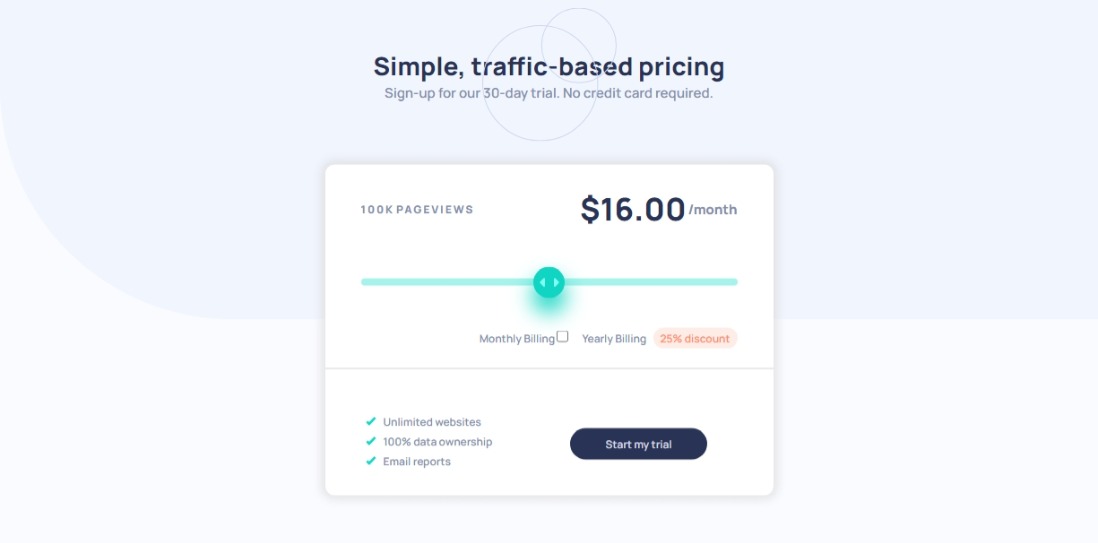 Simple, traffic-based pricing
Sign-up for our 30-day trial. No credit card required.
100K PAGEVIEWS
$16.00 /month
Monthly Billing Yearly Billing 25% discount
Unlimited websites
100% data ownership
Email reports
Start my trial